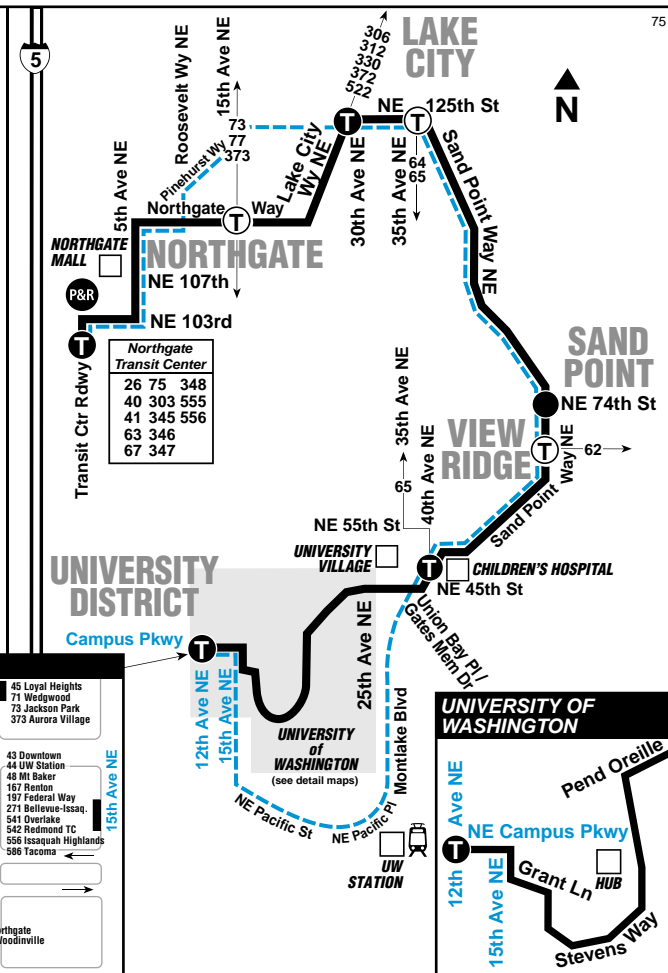 75
5
LAKE
CITY
N
306
312
330
372
522
NE 125th St
15th Ave NE
Roosevelt Wy NE
Pinehurst Wy
73
77
373
5th Ave NE
Lake City
Wy NE
30th Ave NE
35th Ave NE
64
65
Sand Point Way NE
Northgate Way
T
T
T
NORTHGATE
MALL
NORTHGATE
P&R
NE 107th
NE 103rd
T
Transit Ctr Rdwy
Northgate
Transit Center
26 75 348
40 303 555
41 345 556
63 346
67 347
SAND
POINT
NE 74th St
VIEW
RIDGE
T
62
Way NE
Sand Point
35th Ave NE
40th Ave NE
65
NE 55th St
UNIVERSITY
VILLAGE
T
CHILDREN'S HOSPITAL
NE 45th St
Union Bay Pl /
Gates Mem Dr
UNIVERSITY
DISTRICT
Campus Pkwy
T
25th Ave NE
12th Ave NE
15th Ave NE
UNIVERSITY
of
WASHINGTON
(see detail maps)
Montlake Blvd
NE Pacific St
NE Pacific Pl
UW
STATION
45 Loyal Heights
71 Wedgwood
73 Jackson Park
373 Aurora Village
43 Downtown
44 UW Station
48 Mt Baker
167 Renton
197 Federal Way
271 Bellevue-Issaq.
541 Overlake
542 Redmond TC
556 Issaquah Highlands
586 Tacoma
15th Ave NE
rthgate
Woodinville
UNIVERSITY OF
WASHINGTON
Pend Oreille
12th Ave NE
NE Campus Pkwy
T
15th Ave NE
Grant Ln
HUB
Stevens Way